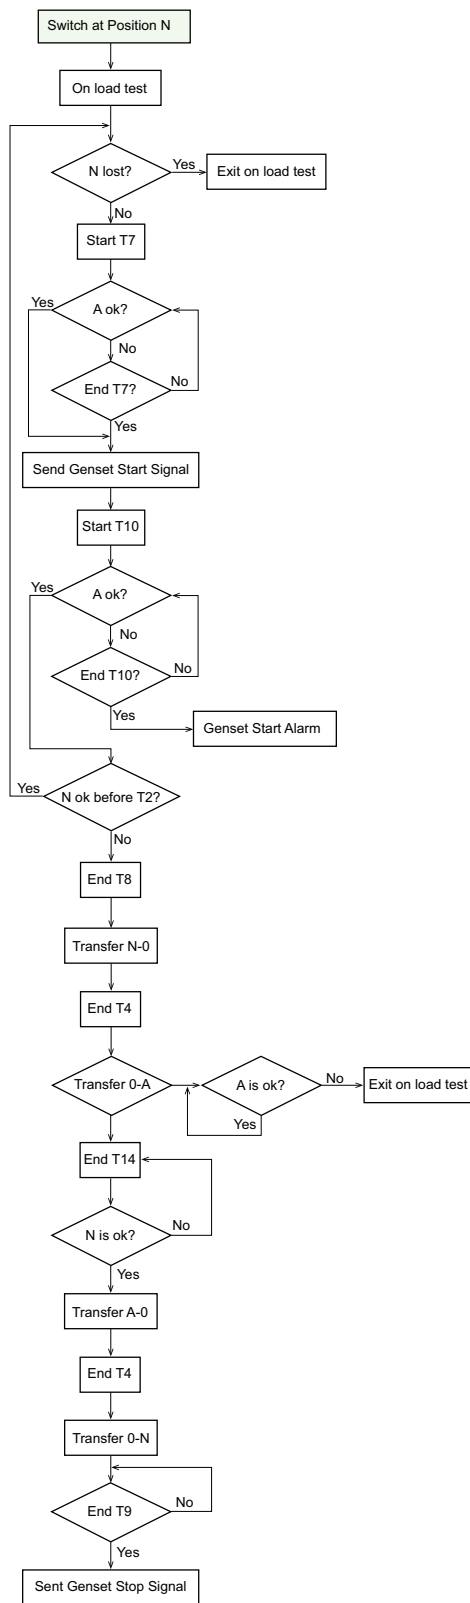 Switch at Position N
On load test
N lost?
Yes
Exit on load test
No
Start T7
Yes
A ok?
No
End T7?
No
Yes
Send Genset Start Signal
Start T10
Yes
A ok?
No
End T10?
No
Yes
Genset Start Alarm
Yes
N ok before T2?
No
End T8
Transfer N-0
End T4
Transfer 0-A
A is ok?
No
Exit on load test
Yes
End T14
N is ok?
No
Yes
Transfer A-0
End T4
Transfer 0-N
End T9
No
Yes
Sent Genset Stop Signal